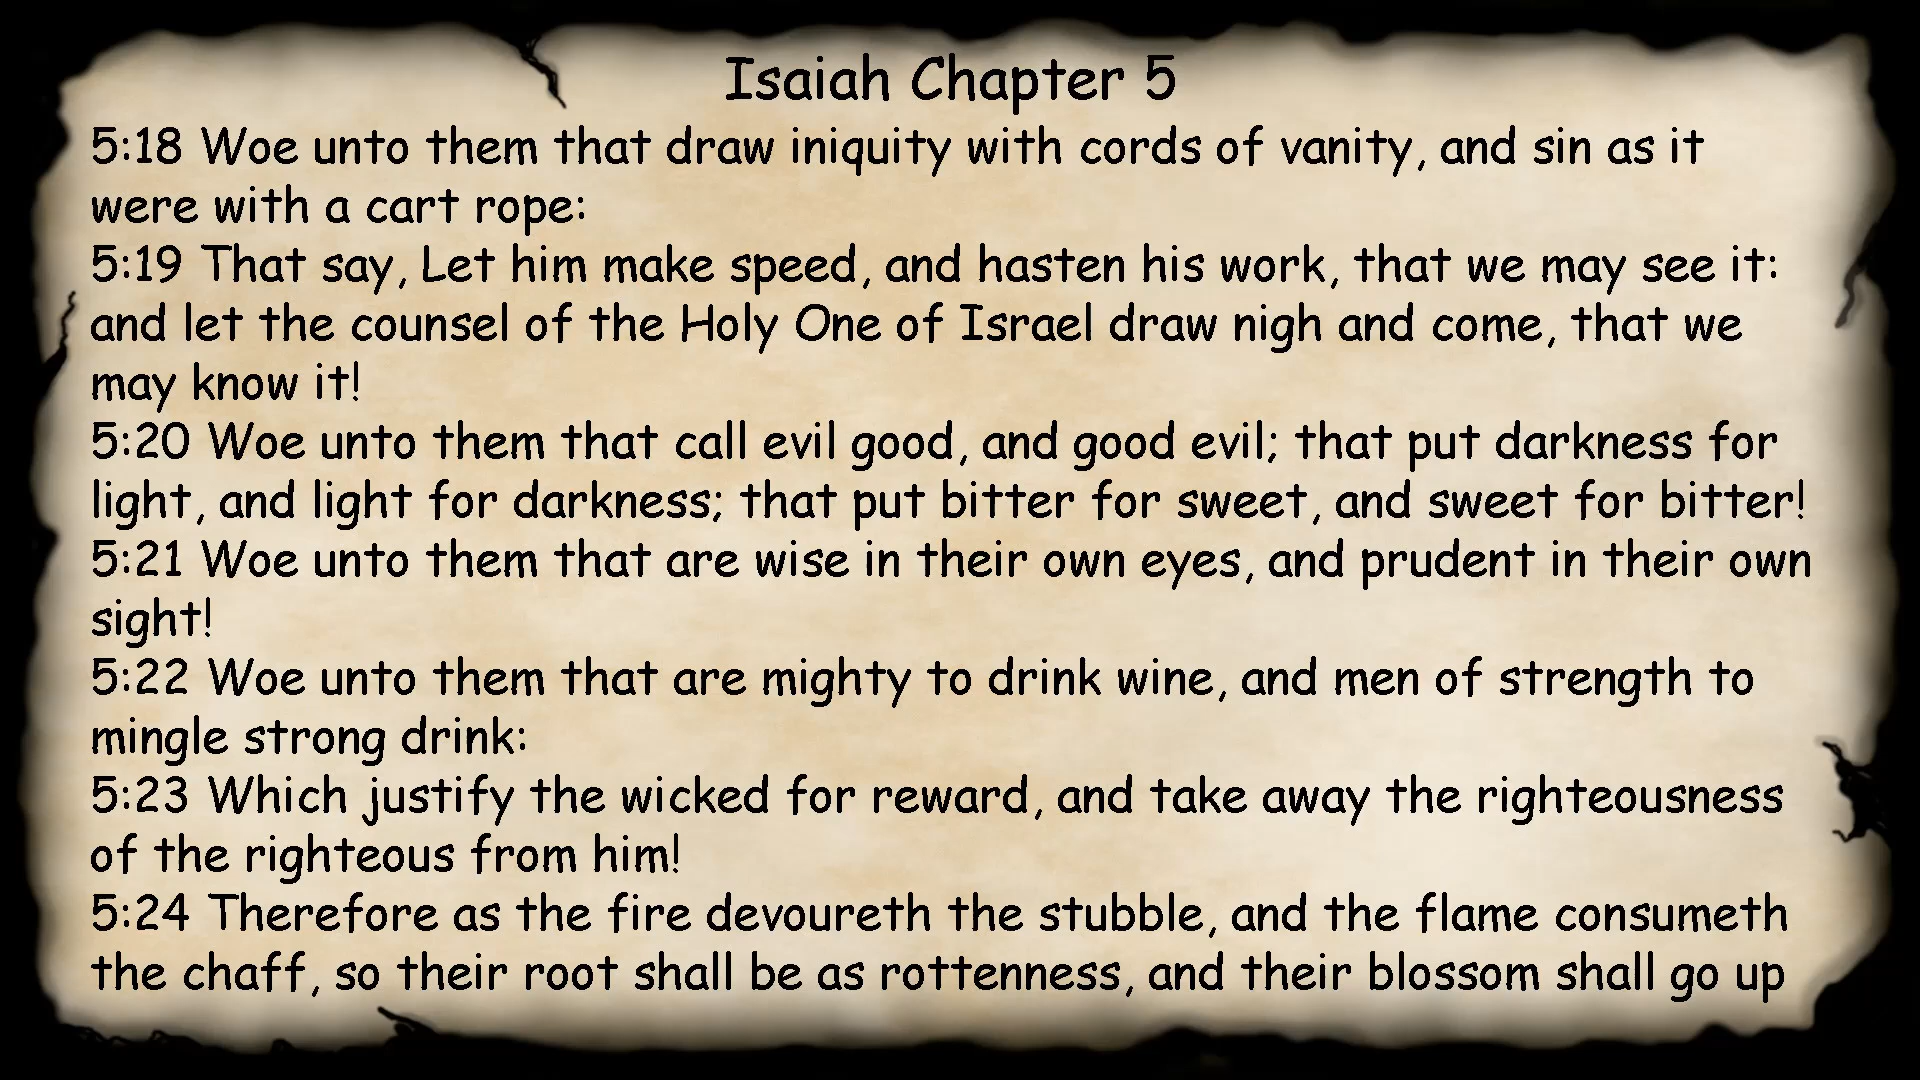 Isaiah Chapter 5
5:18 Woe unto them that draw iniquity with cords of vanity, and sin as it
were with a cart rope:
5:19 That say, Let him make speed, and hasten his work, that we may see it:
and let the counsel of the Holy One of Israel draw nigh and come, that we
may know it!
5:20 Woe unto them that call evil good, and good evil; that put darkness for
light, and light for darkness; that put bitter for sweet, and sweet for bitter!
5:21 Woe unto them that are wise in their own eyes, and prudent in their own
sight!
5:22 Woe unto them that are mighty to drink wine, and men of strength to
mingle strong drink:
5:23 Which justify the wicked for reward, and take away the righteousness
of the righteous from him!
5:24 Therefore as the fire devoureth the stubble, and the flame consumeth
the chaff, so their root shall be as rottenness, and their blossom shall go up